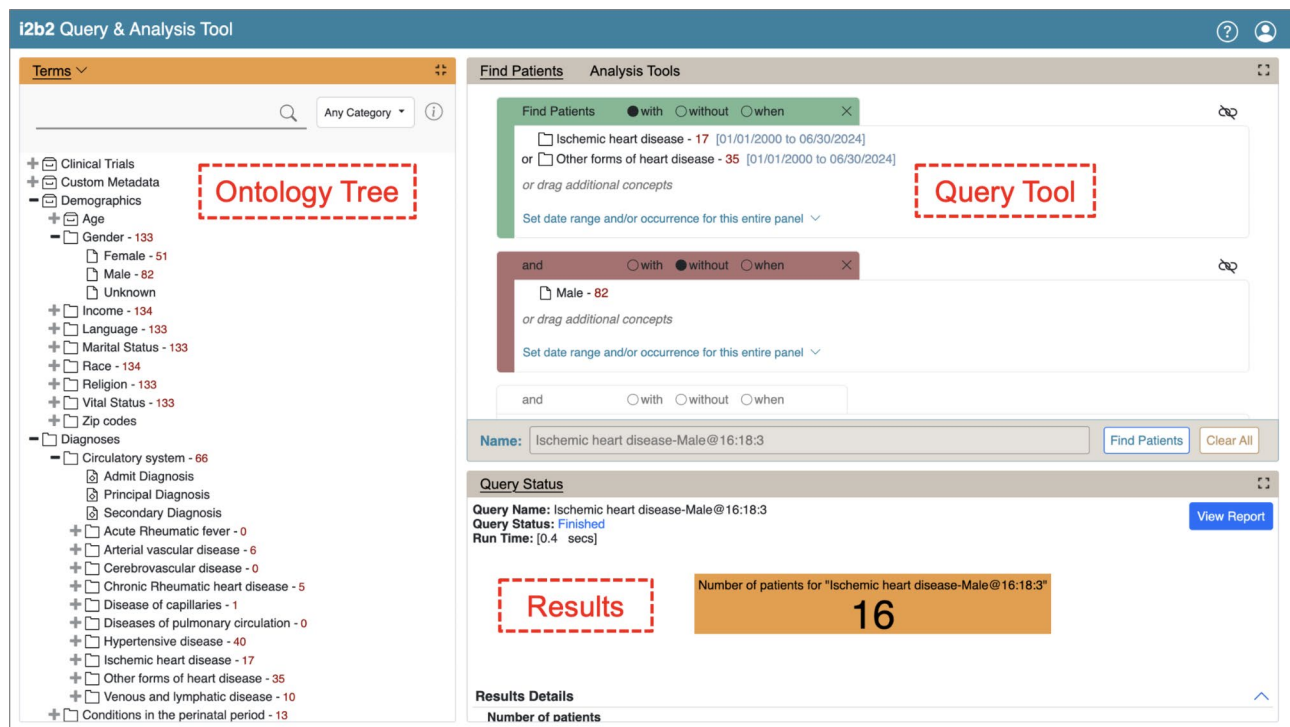 i2b2 Query & Analysis Tool
Terms
Any Category
Clinical Trials
Custom Metadata
Demographics
Age
Gender - 133
Female - 51
Male - 82
Unknown
Income - 134
Language - 133
Marital Status - 133
Race - 134
Religion - 133
Vital Status - 133
Zip codes
Diagnoses
Circulatory system - 66
Admit Diagnosis
Principal Diagnosis
Secondary Diagnosis
Acute Rheumatic fever - 0
Arterial vascular disease - 6
Cerebrovascular disease - 0
Chronic Rheumatic heart disease - 5
Disease of capillaries - 1
Diseases of pulmonary circulation - 0
Hypertensive disease - 40
Ischemic heart disease - 17
Other forms of heart disease - 35
Venous and lymphatic disease - 10
Conditions in the perinatal period - 13
Ontology Tree
Find Patients Analysis Tools
Find Patients with without when
Ischemic heart disease - 17 [01/01/2000 to 06/30/2024]
or Other forms of heart disease - 35 [01/01/2000 to 06/30/2024]
or drag additional concepts
Set date range and/or occurrence for this entire panel
Query Tool
and with without when
Male - 82
or drag additional concepts
Set date range and/or occurrence for this entire panel
and with without when
Name: Ischemic heart disease-Male@16:18:3 Find Patients Clear All
Query Status
Query Name: Ischemic heart disease-Male@16:18:3
Query Status: Finished
Run Time: [0.4 secs]
View Report
Results
Number of patients for "Ischemic heart disease-Male@16:18:3"
16
Results Details
Number of patients